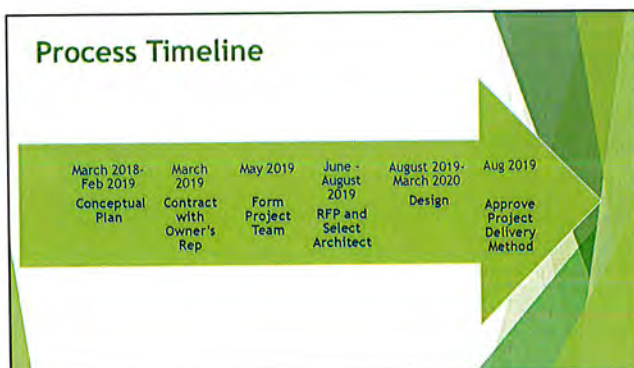 Process Timeline
March 2018-
Feb 2019
Conceptual
Plan
March
2019
Contract
with
Owner's
Rep
May 2019
Form
Project
Team
June -
August
2019
RFP and
Select
Architect
August 2019-
March 2020
Design
Aug 2019
Approve
Project
Delivery
Method